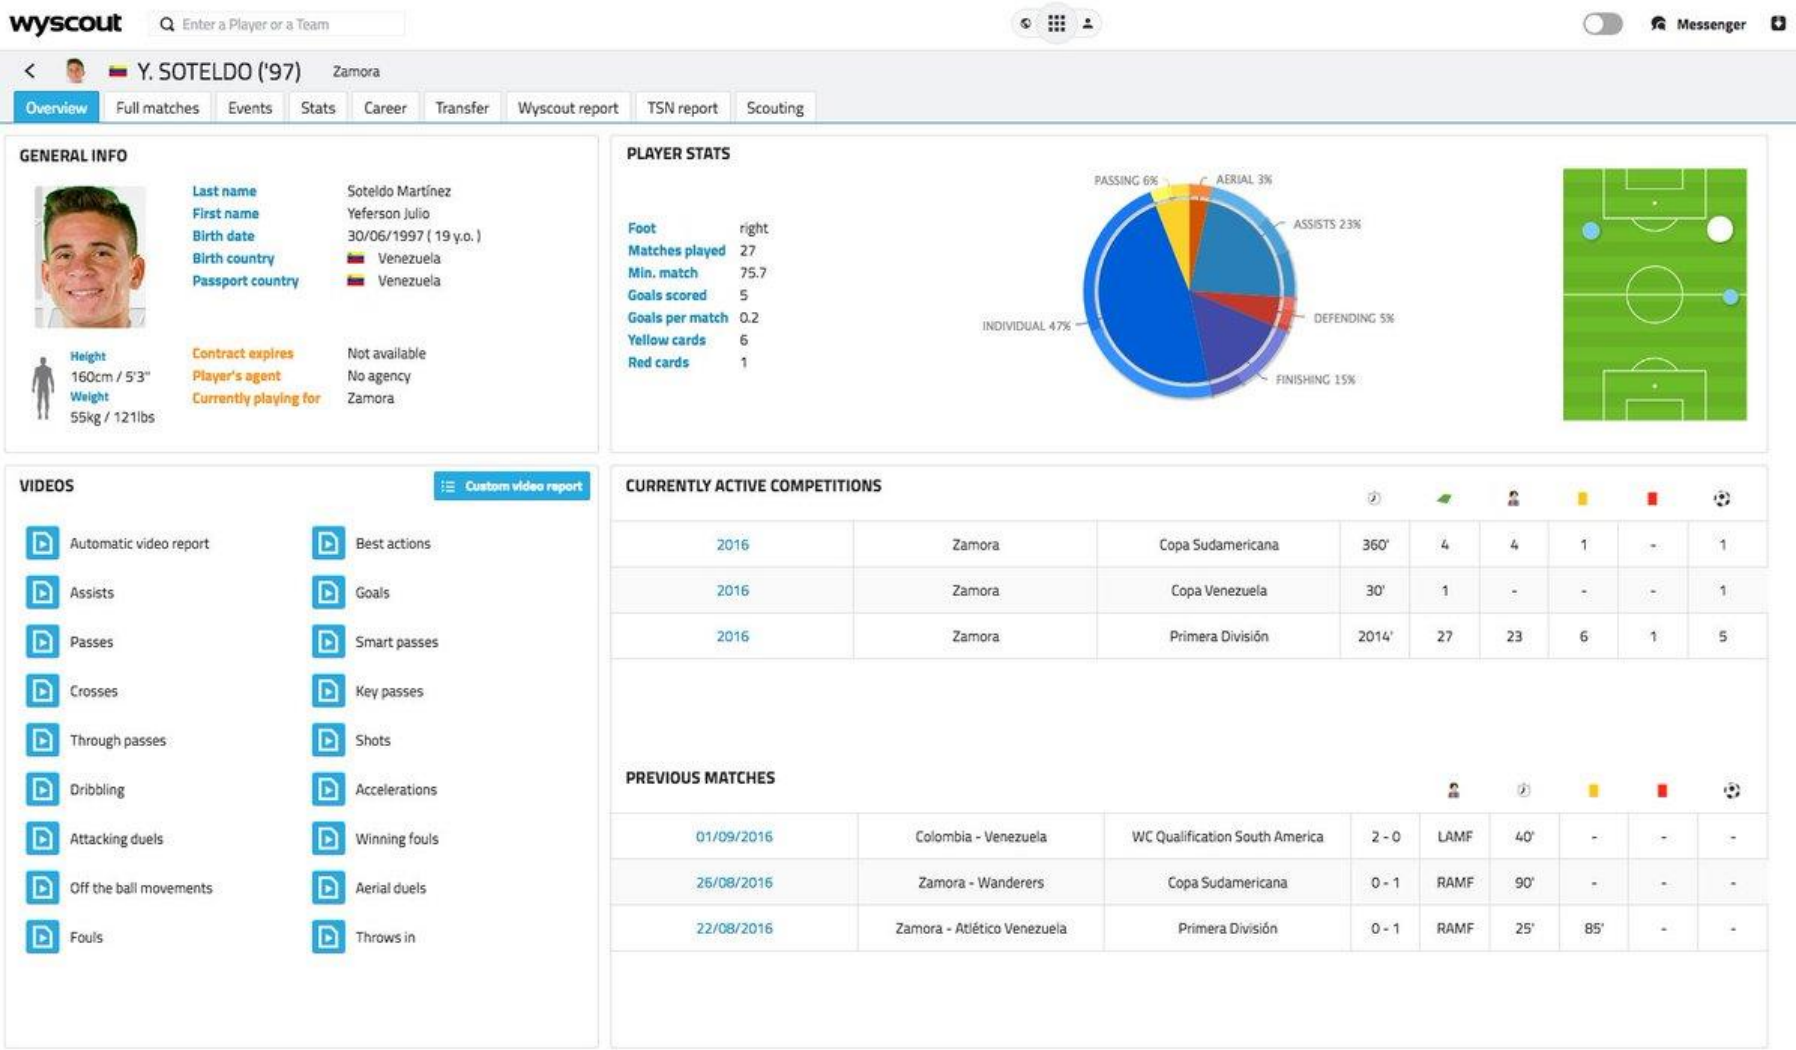 wyscout
Enter a Player or a Team
Messenger
Y. SOTELDO ('97) Zamora
Overview Full matches Events Stats Career Transfer Wyscout report TSN report Scouting
GENERAL INFO
Last name Soteldo Martínez
First name Yeferson Julio
Birth date 30/06/1997 ( 19 y.o. )
Birth country Venezuela
Passport country Venezuela
Height
160cm / 5'3"
Weight
55kg / 121lbs
Contract expires Not available
Player's agent No agency
Currently playing for Zamora
PLAYER STATS
Foot right
Matches played 27
Min. match 75.7
Goals scored 5
Goals per match 0.2
Yellow cards 6
Red cards 1
PASSING 6%
AERIAL 3%
ASSISTS 23%
DEFENDING 5%
FINISHING 15%
INDIVIDUAL 47%
VIDEOS
Custom video report
Automatic video report Best actions
Assists Goals
Passes Smart passes
Crosses Key passes
Through passes Shots
Dribbling Accelerations
Attacking duels Winning fouls
Off the ball movements Aerial duels
Fouls Throws in
CURRENTLY ACTIVE COMPETITIONS
2016 Zamora Copa Sudamericana 360' 4 4 1 - 1
2016 Zamora Copa Venezuela 30' 1 - - - 1
2016 Zamora Primera División 2014' 27 23 6 1 5
PREVIOUS MATCHES
01/09/2016 Colombia - Venezuela WC Qualification South America 2 - 0 LAMF 40' - - -
26/08/2016 Zamora - Wanderers Copa Sudamericana 0 - 1 RAMF 90' - - -
22/08/2016 Zamora - Atlético Venezuela Primera División 0 - 1 RAMF 25' 85' - -